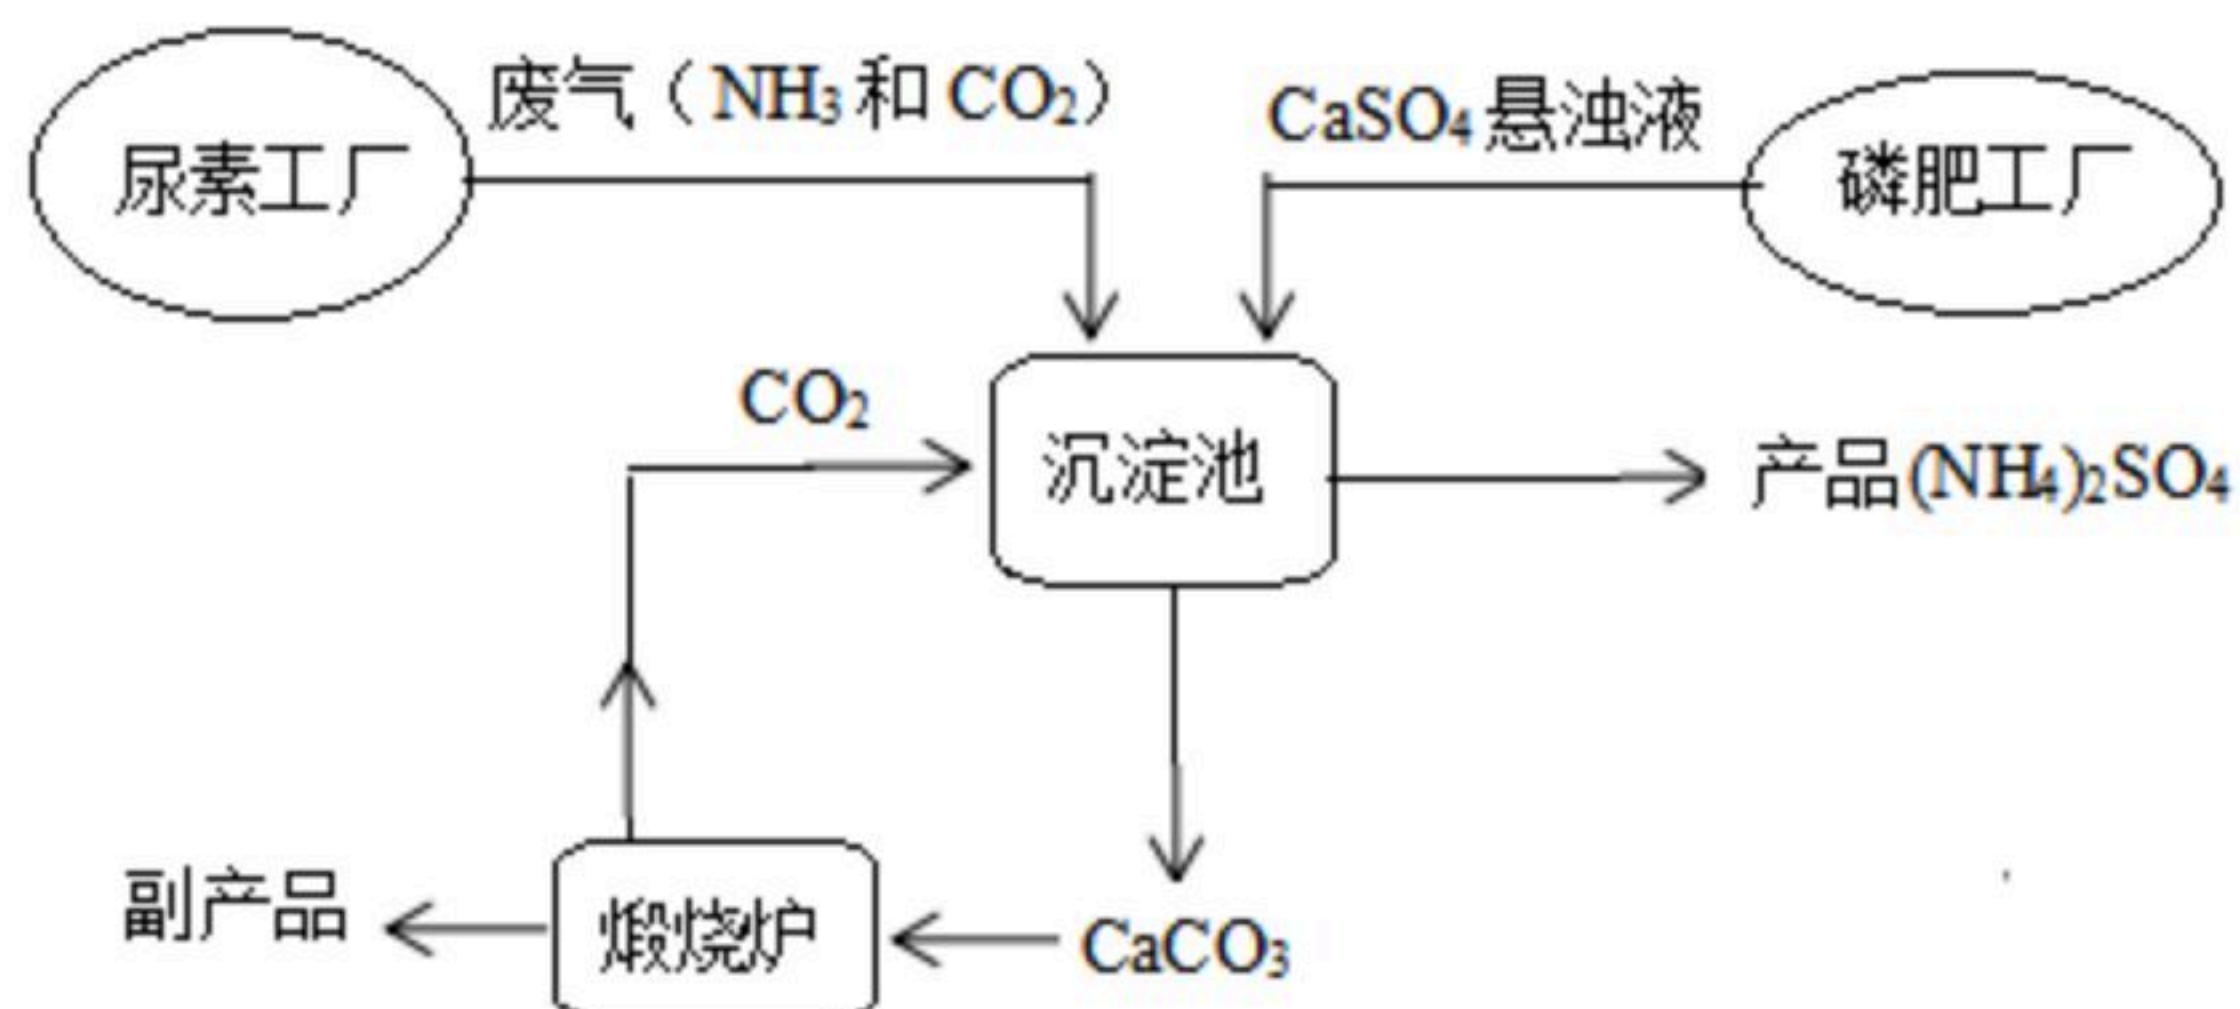 废气（NH₃和CO₂）
CaSO₄悬浊液
尿素工厂
磷肥工厂
CO₂
沉淀池
产品(NH₄)₂SO₄
副产品
煅烧炉
CaCO₃